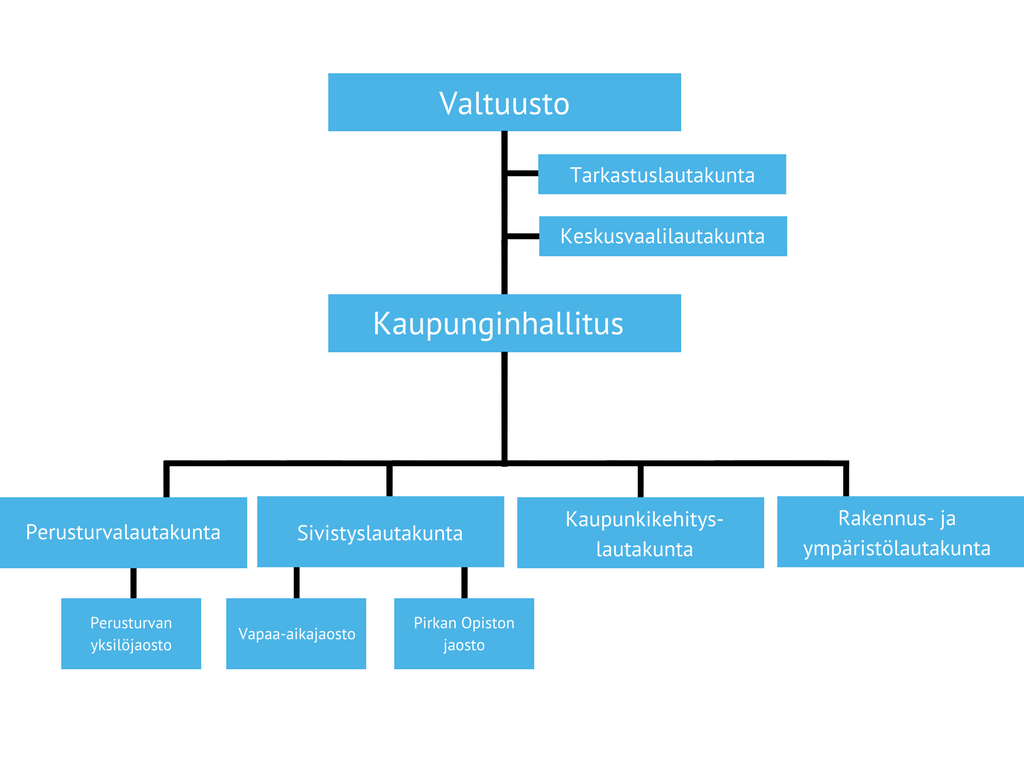 Valtuusto
Tarkastuslautakunta
Keskusvaalilautakunta
Kaupunginhallitus
Perusturvalautakunta
Sivistyslautakunta
Kaupunkikehitys-
lautakunta
Rakennus- ja
ympäristölautakunta
Perusturvan
yksilöjaosto
Vapaa-aikajaosto
Pirkan Opiston
jaosto